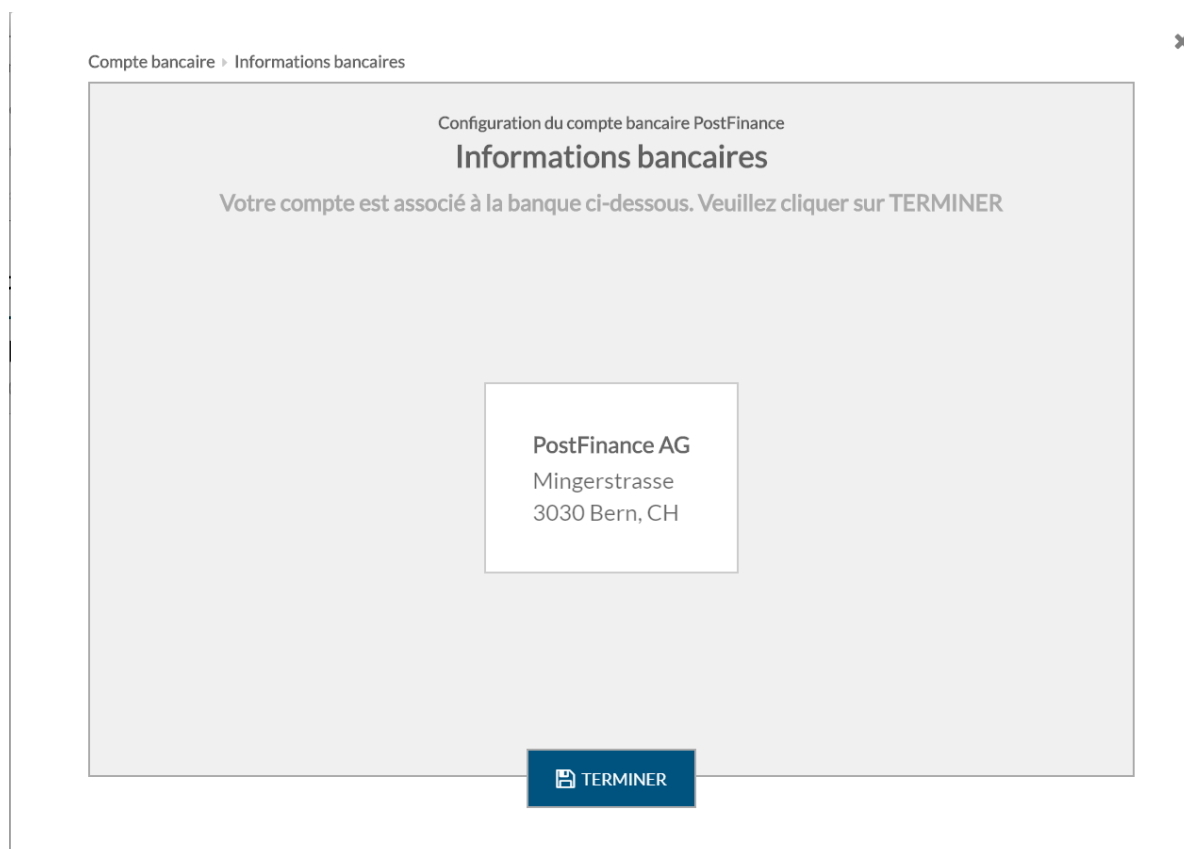 Compte bancaire Informations bancaires
Configuration du compte bancaire PostFinance
Informations bancaires
Votre compte est associé à la banque ci-dessous. Veuillez cliquer sur TERMINER
PostFinance AG
Mingerstrasse
3030 Bern, CH
TERMINER